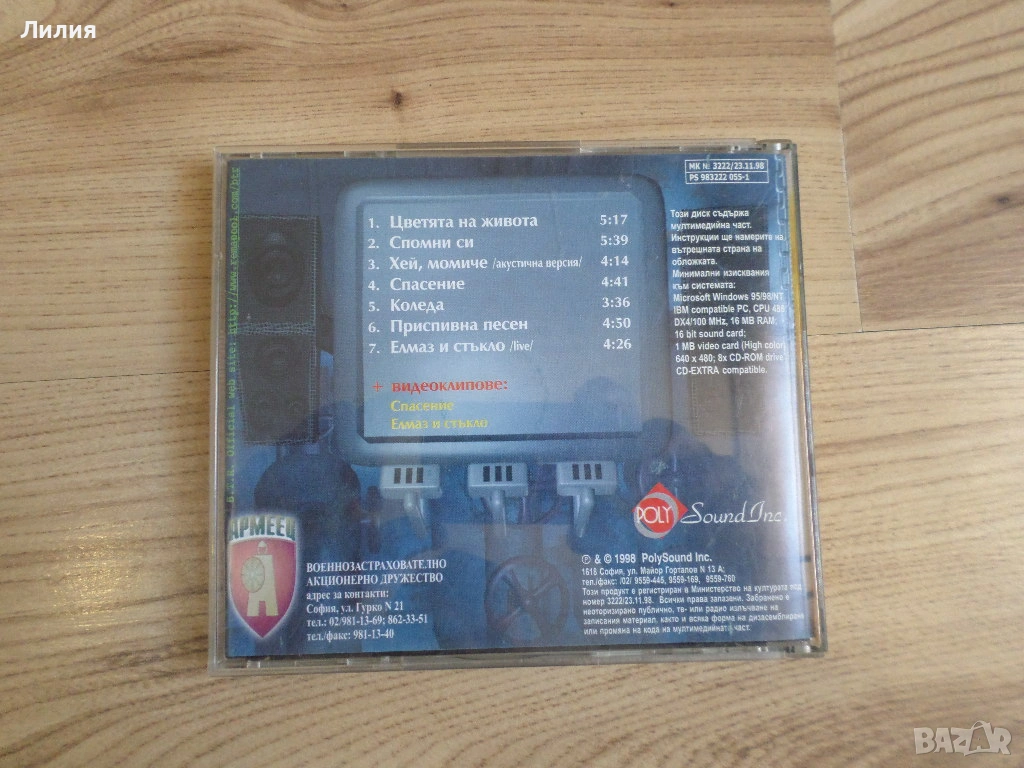 Лилия
МК № 3222/23.11.98
PS 983222 055-1
1. Цветята на живота 5:17
2. Спомни си 5:39
3. Хей, момиче /акустична версия/ 4:14
4. Спасение 4:41
5. Коледа 3:36
6. Приспивна песен 4:50
7. Елмаз и стъкло /live/ 4:26
+ видеоклипове:
Спасение
Елмаз и стъкло
Този диск съдържа
мултимедийна част.
Инструкции ще намерите на
вътрешната страна на
обложката.
Минимални изисквания
към системата:
Microsoft Windows 95/98/NT
IBM compatible PC, CPU 486
DX4/100 MHz, 16 MB RAM;
16 bit sound card;
1 MB video card (High color
640 x 480; 8x CD-ROM drive
CD-EXTRA compatible.
Official web site:
АРМЕЕЦ
ВОЕННОЗАСТРАХОВАТЕЛНО
АКЦИОНЕРНО ДРУЖЕСТВО
адрес за контакти:
София, ул. Гурко N 21
тел.: 02/981-13-69; 862-33-51
тел./факс: 981-13-40
POLY Sound Inc.
℗ & © 1998 PolySound Inc.
1618 София, ул. Майор Горталов N 13 А;
тел./факс: /02/ 9559-445, 9559-169, 9559-760
Този продукт е регистриран в Министерство на културата под
номер 3222/23.11.98. Всички права запазени. Забранено е
неоторизирано публично, те- или радио излъчване на
записания материал, както и всяка форма на дизасемблиране
или промяна на кода на мултимедийната част.
BAZAR